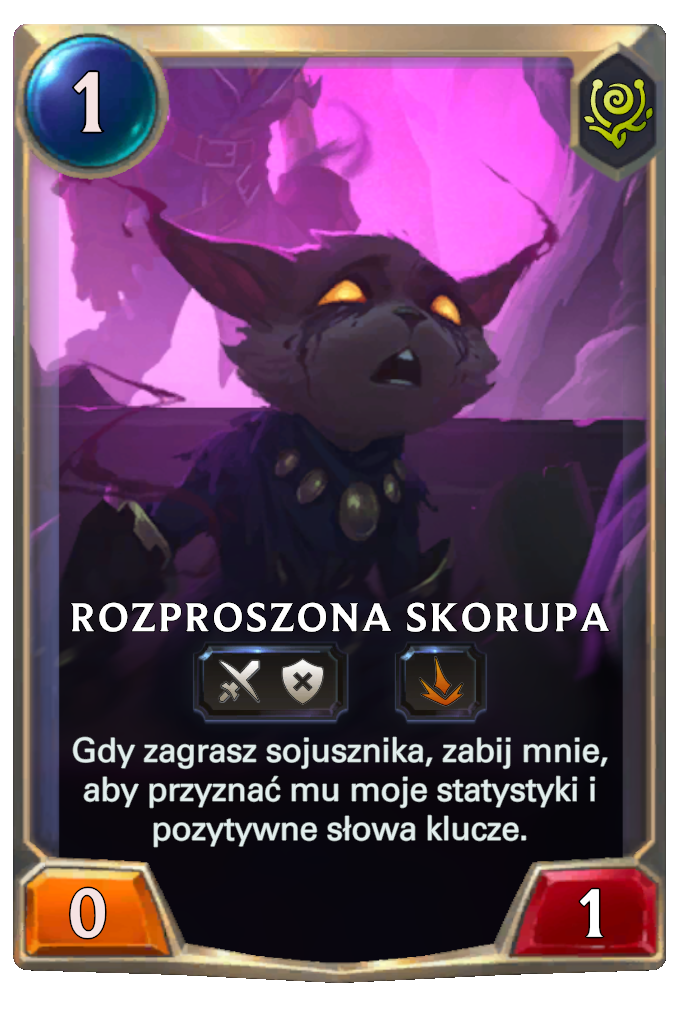 1
ROZPROSZONA SKORUPA
Gdy zagrasz sojusznika, zabij mnie,
aby przyznać mu moje statystyki i
pozytywne słowa klucze.
0
1